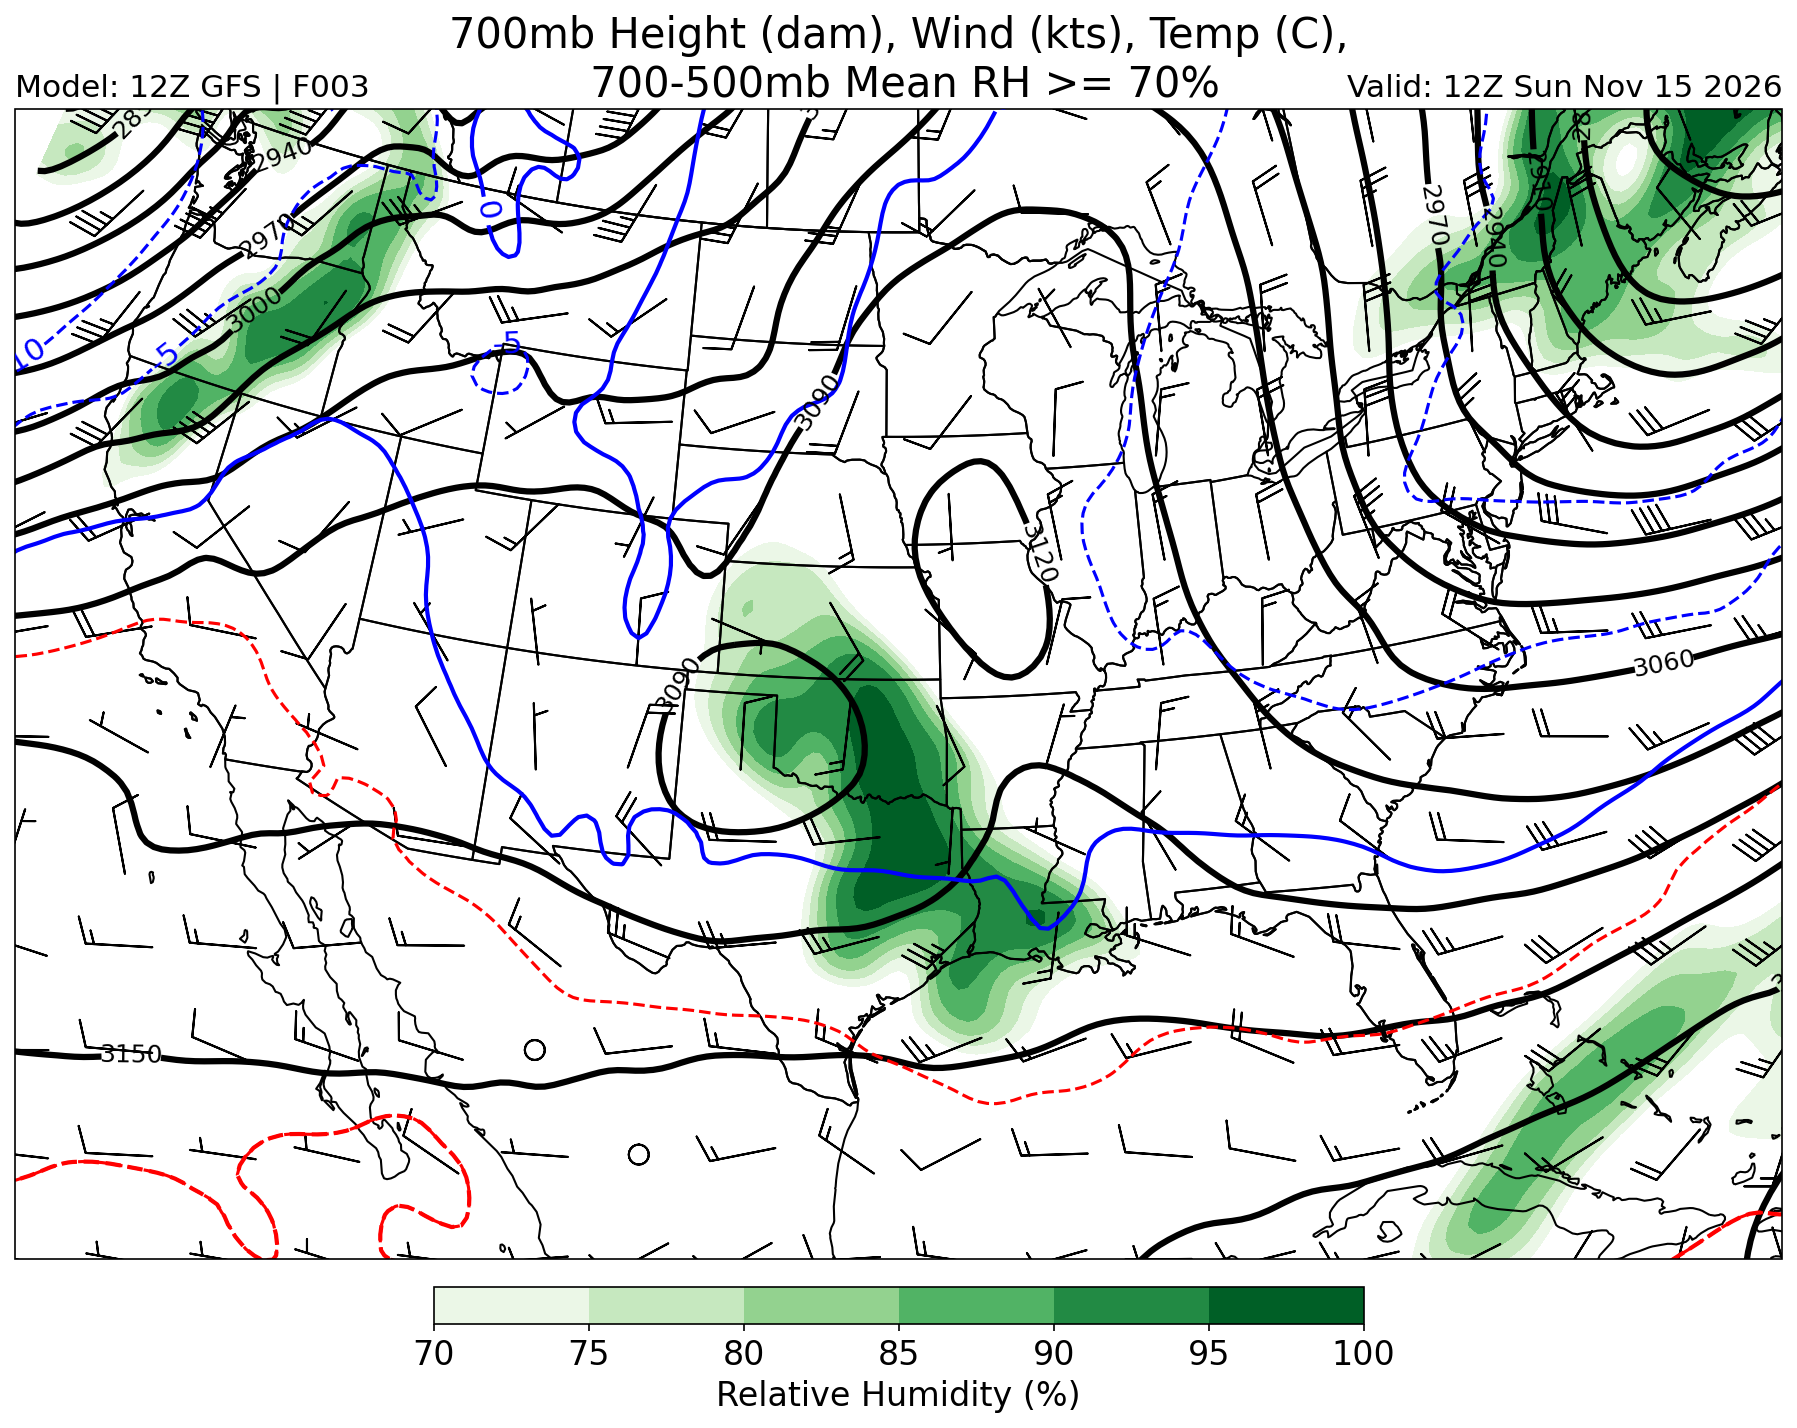 700mb Height (dam), Wind (kts), Temp (C),
700-500mb Mean RH >= 70%
Model: 12Z GFS | F003
Valid: 12Z Sun Nov 15 2026
2940
2970
3000
0
-5
-5
3090
3120
3090
2970
2940
2910
3060
3150
70 75 80 85 90 95 100
Relative Humidity (%)